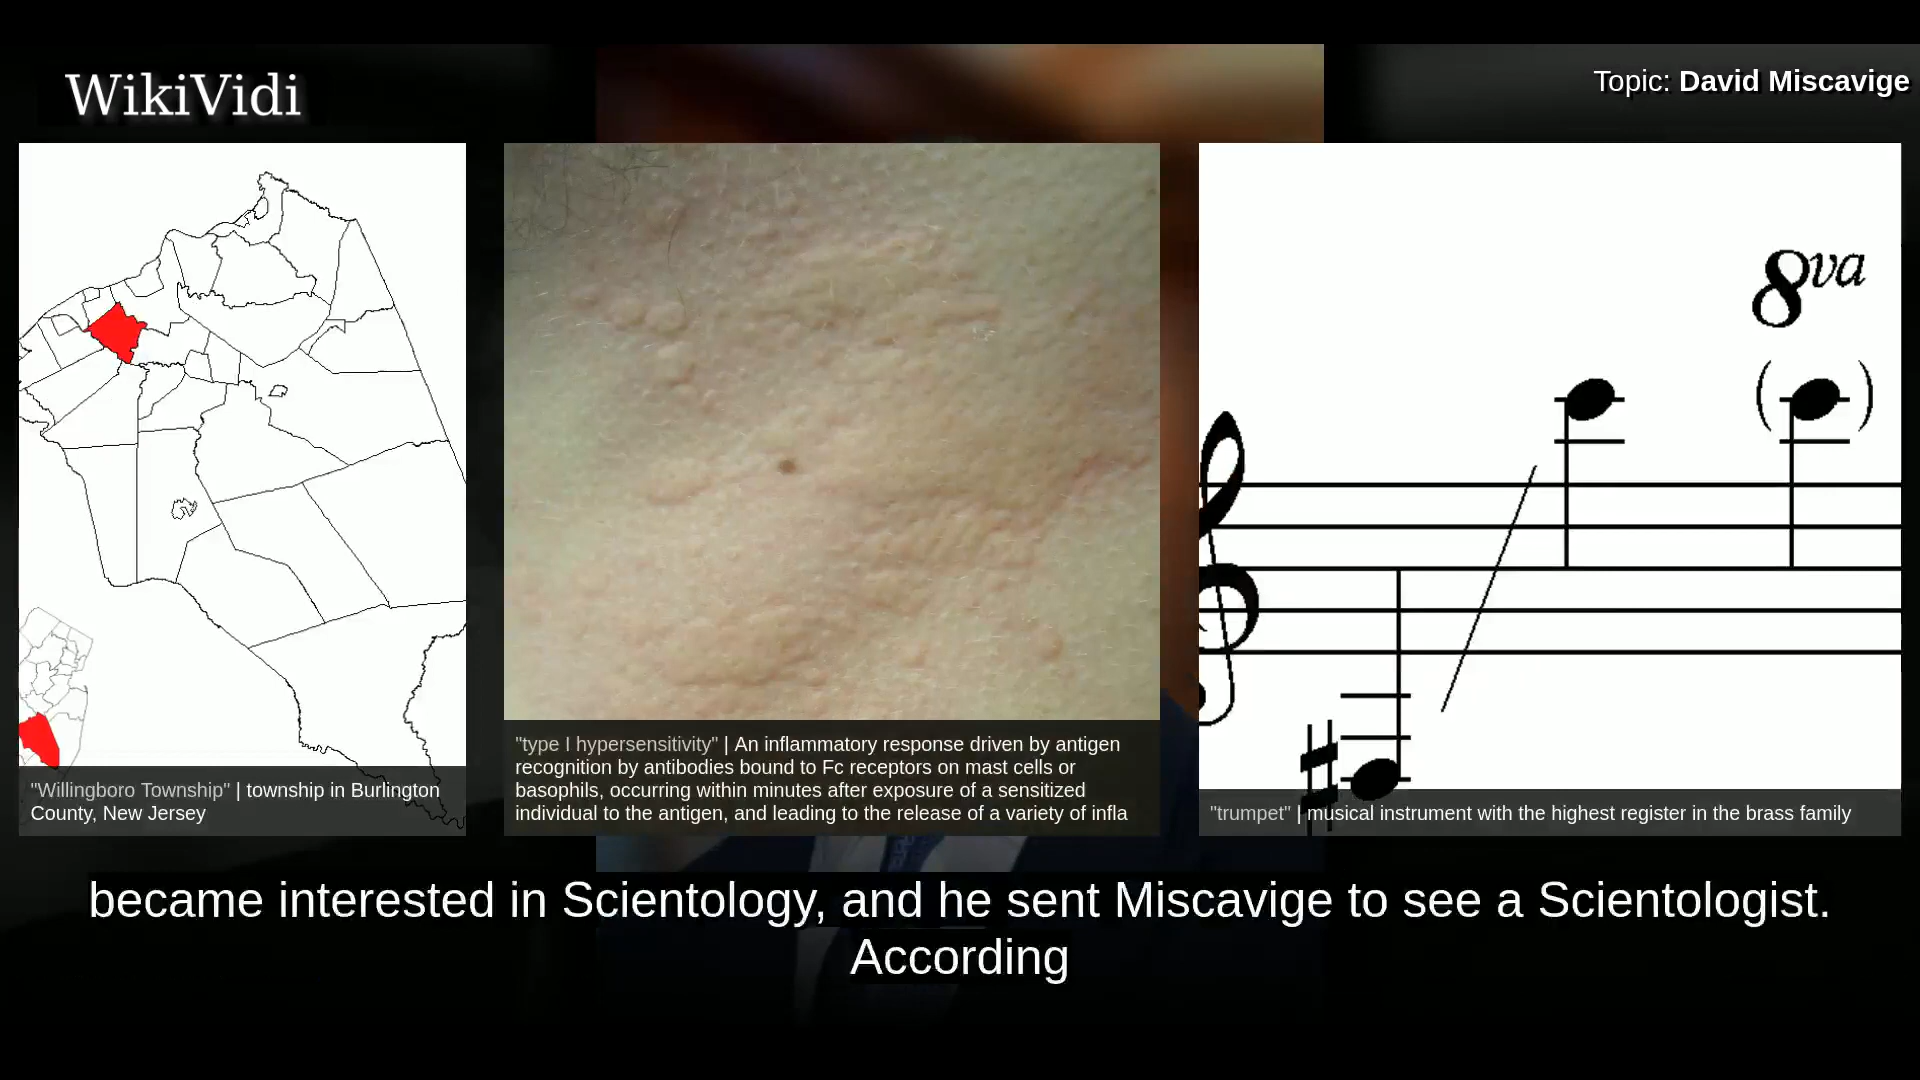 WikiVidi
Topic: David Miscavige
8va
"Willingboro Township" | township in Burlington
County, New Jersey
"type I hypersensitivity" | An inflammatory response driven by antigen
recognition by antibodies bound to Fc receptors on mast cells or
basophils, occurring within minutes after exposure of a sensitized
individual to the antigen, and leading to the release of a variety of infla
"trumpet" | musical instrument with the highest register in the brass family
became interested in Scientology, and he sent Miscavige to see a Scientologist.
According